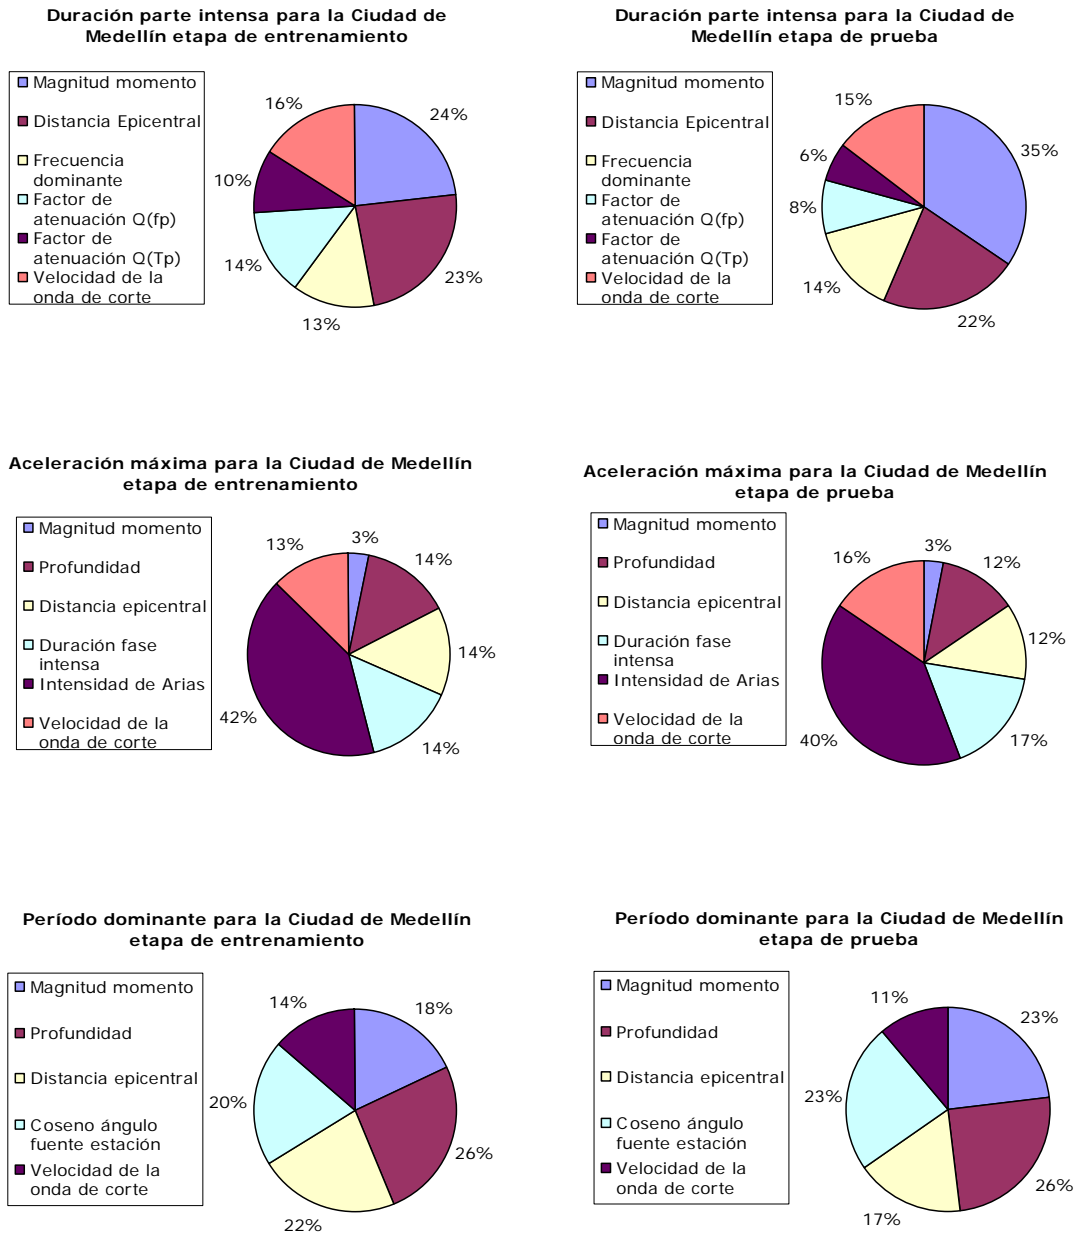 Duración parte intensa para la Ciudad de
Medellín etapa de entrenamiento
Magnitud momento
Distancia Epicentral
Frecuencia
dominante
Factor de
atenuación Q(fp)
Factor de
atenuación Q(Tp)
Velocidad de la
onda de corte
16%
24%
10%
14%
23%
13%
Duración parte intensa para la Ciudad de
Medellín etapa de prueba
Magnitud momento
Distancia Epicentral
Frecuencia
dominante
Factor de
atenuación Q(fp)
Factor de
atenuación Q(Tp)
Velocidad de la
onda de corte
15%
35%
6%
8%
14%
22%
Aceleración máxima para la Ciudad de Medellín
etapa de entrenamiento
Magnitud momento
Profundidad
Distancia epicentral
Duración fase
intensa
Intensidad de Arias
Velocidad de la
onda de corte
13%
3%
14%
14%
42%
14%
Aceleración máxima para la Ciudad de Medellín
etapa de prueba
Magnitud momento
Profundidad
Distancia epicentral
Duración fase
intensa
Intensidad de Arias
Velocidad de la
onda de corte
16%
3%
12%
12%
40%
17%
Período dominante para la Ciudad de Medellín
etapa de entrenamiento
Magnitud momento
Profundidad
Distancia epicentral
Coseno ángulo
fuente estación
Velocidad de la
onda de corte
14%
18%
20%
26%
22%
Período dominante para la Ciudad de Medellín
etapa de prueba
Magnitud momento
Profundidad
Distancia epicentral
Coseno ángulo
fuente estación
Velocidad de la
onda de corte
11%
23%
23%
26%
17%